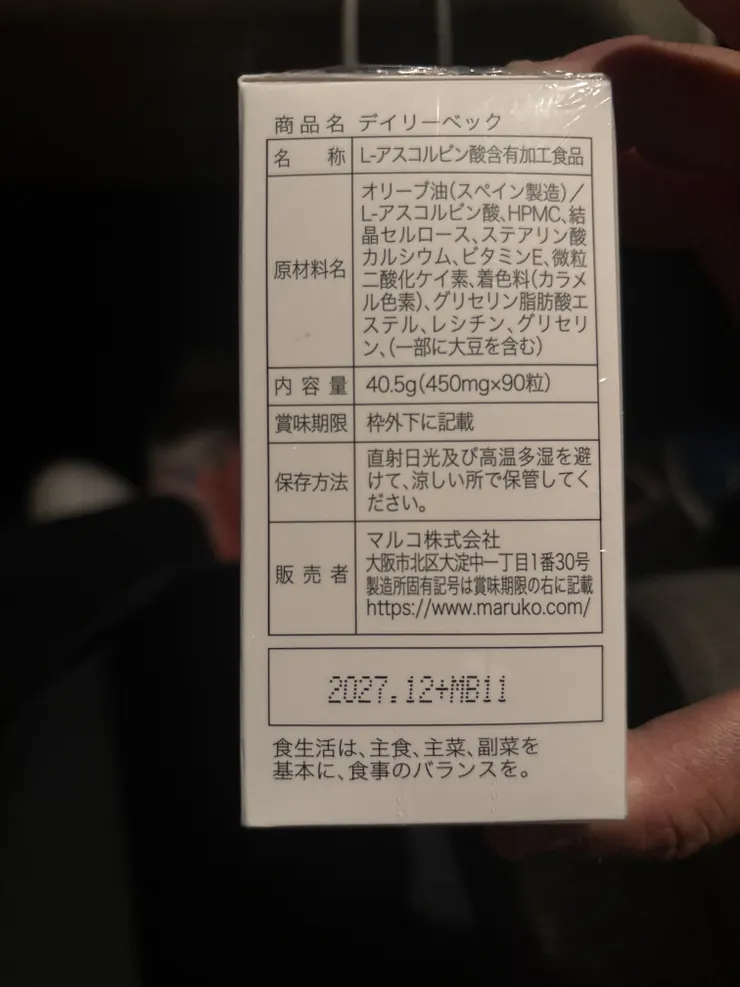 商品名 デイリーベック
名称 L-アスコルビン酸含有加工食品
原材料名 オリーブ油(スペイン製造)/
L-アスコルビン酸、HPMC、結
晶セルロース、ステアリン酸
カルシウム、ビタミンE、微粒
二酸化ケイ素、着色料(カラメ
ル色素)、グリセリン脂肪酸エ
ステル、レシチン、グリセリ
ン、(一部に大豆を含む)
内容量 40.5g(450mg×90粒)
賞味期限 枠外下に記載
保存方法 直射日光及び高温多湿を避
けて、涼しい所で保管してく
ださい。
販売者 マルコ株式会社
大阪市北区大淀中一丁目1番30号
製造所固有記号は賞味期限の右に記載
https://www.maruko.com/
2027.12+MB11
食生活は、主食、主菜、副菜を
基本に、食事のバランスを。